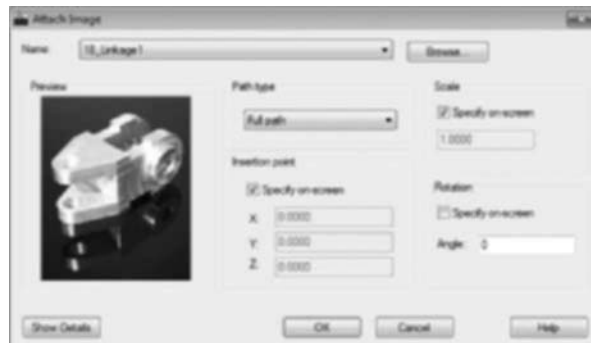 Attach Image
Name: 18_Linkage1 Browse...
Preview
Path type
Full path
Scale
Specify on-screen
1.0000
Insertion point
Specify on-screen
X: 0.0000
Y: 0.0000
Z: 0.0000
Rotation
Specify on-screen
Angle: 0
Show Details OK Cancel Help